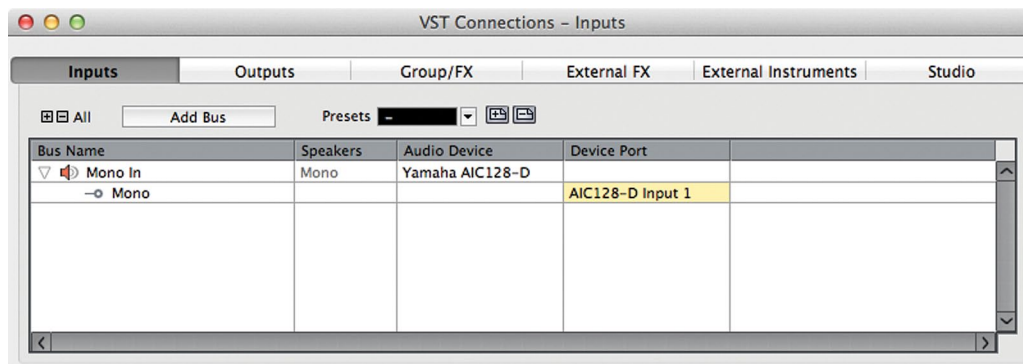 VST Connections – Inputs
Inputs Outputs Group/FX External FX External Instruments Studio
All Add Bus Presets –
Bus Name Speakers Audio Device Device Port
Mono In Mono Yamaha AIC128-D
Mono AIC128-D Input 1